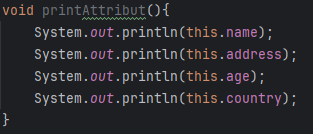 void printAttribut(){
    System.out.println(this.name);
    System.out.println(this.address);
    System.out.println(this.age);
    System.out.println(this.country);
}